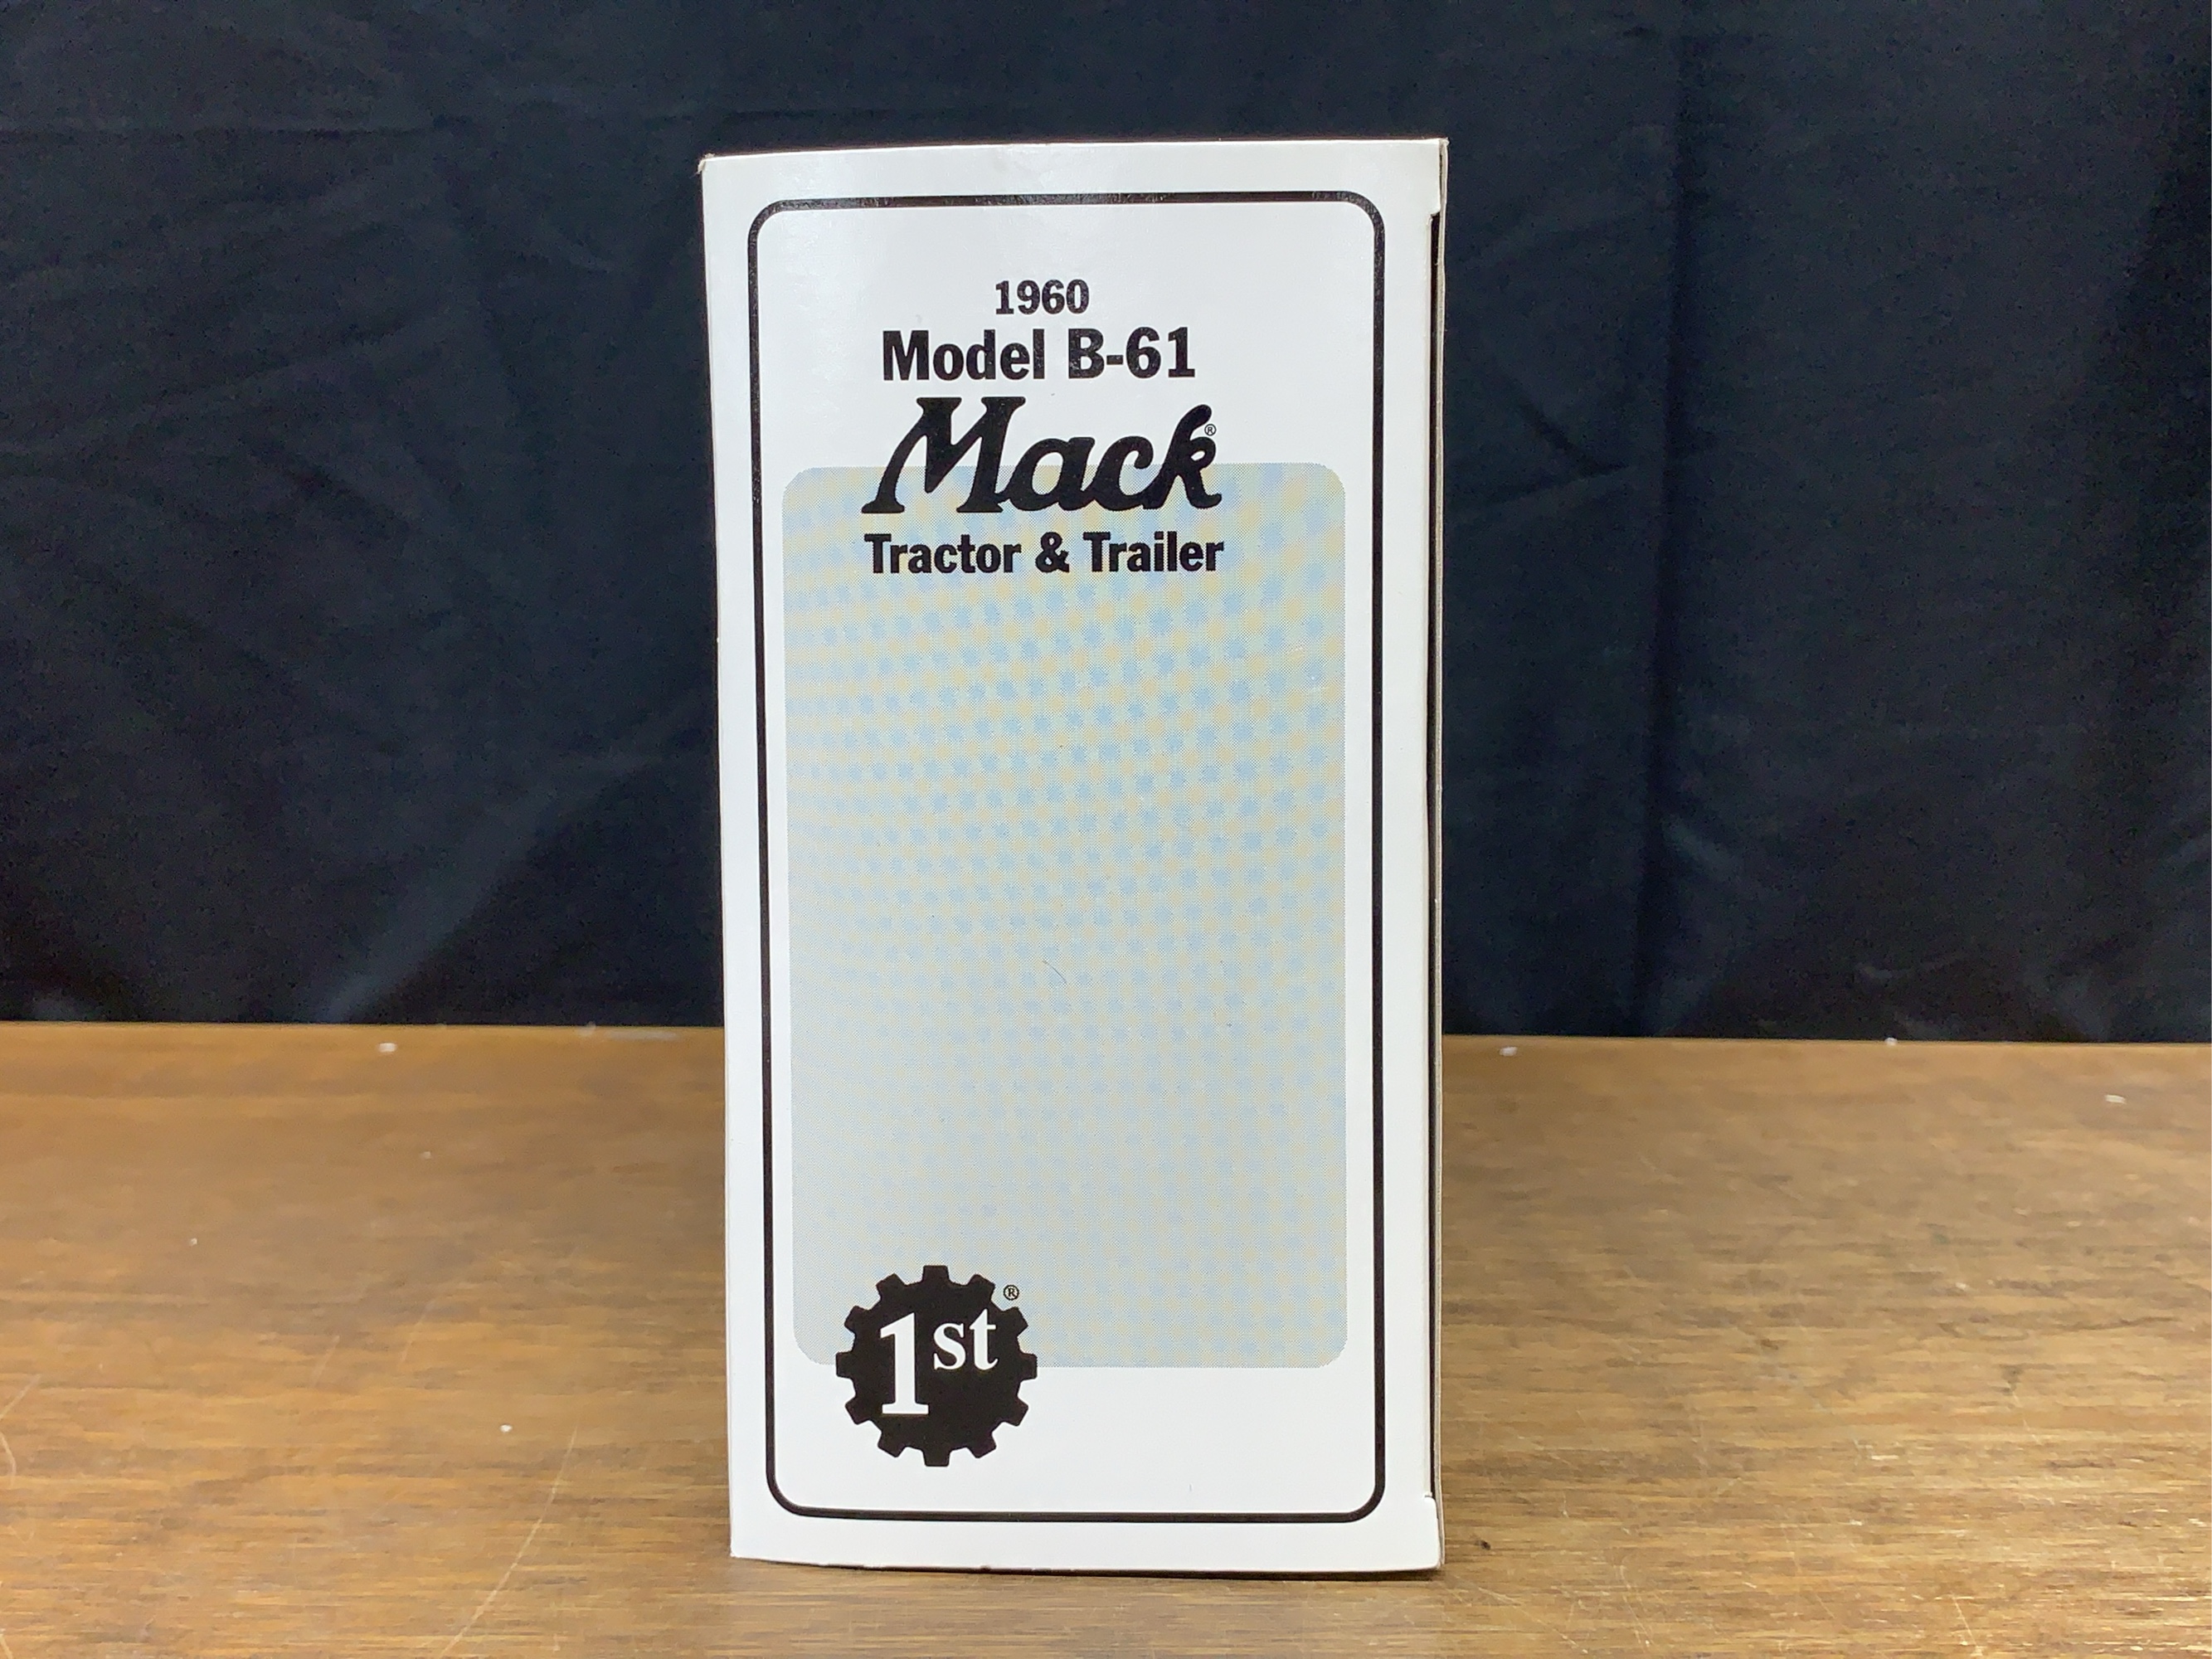 1960
Model B-61
Mack®
Tractor & Trailer
1st®